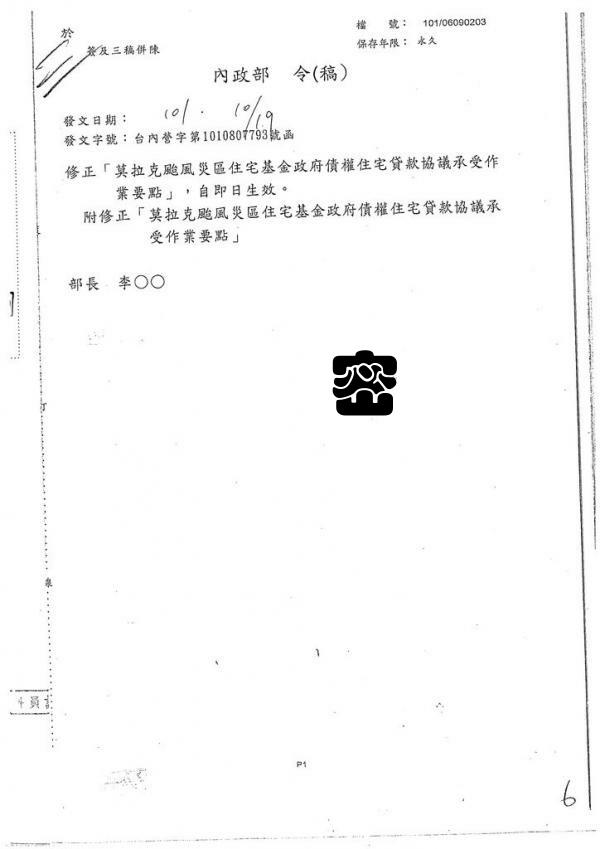 檔 號： 101/06090203
保存年限： 永久
於
簽及三稿併陳
內政部 令(稿)
發文日期： 101. 10/19
發文字號：台內營字第1010807793號函
修正「莫拉克颱風災區住宅基金政府債權住宅貸款協議承受作
業要點」，自即日生效。
附修正「莫拉克颱風災區住宅基金政府債權住宅貸款協議承
受作業要點」
部長 李○○
訂
員
P1
6